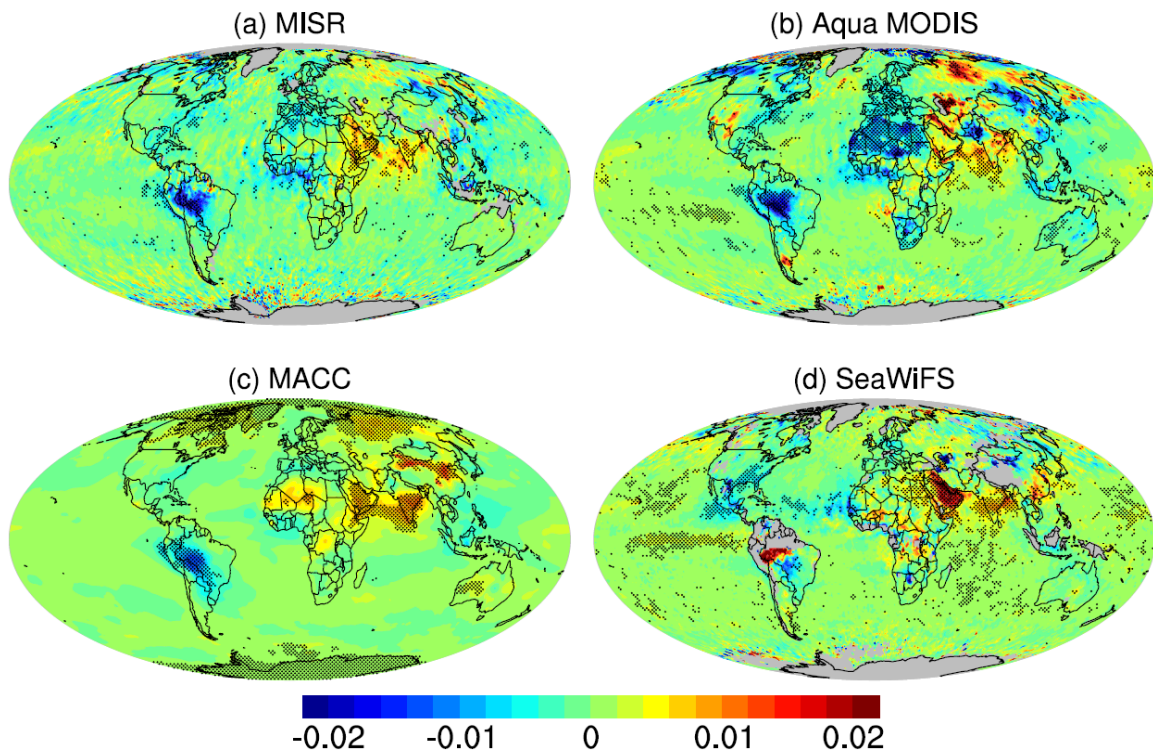 (a) MISR
(b) Aqua MODIS
(c) MACC
(d) SeaWiFS
-0.02 -0.01 0 0.01 0.02